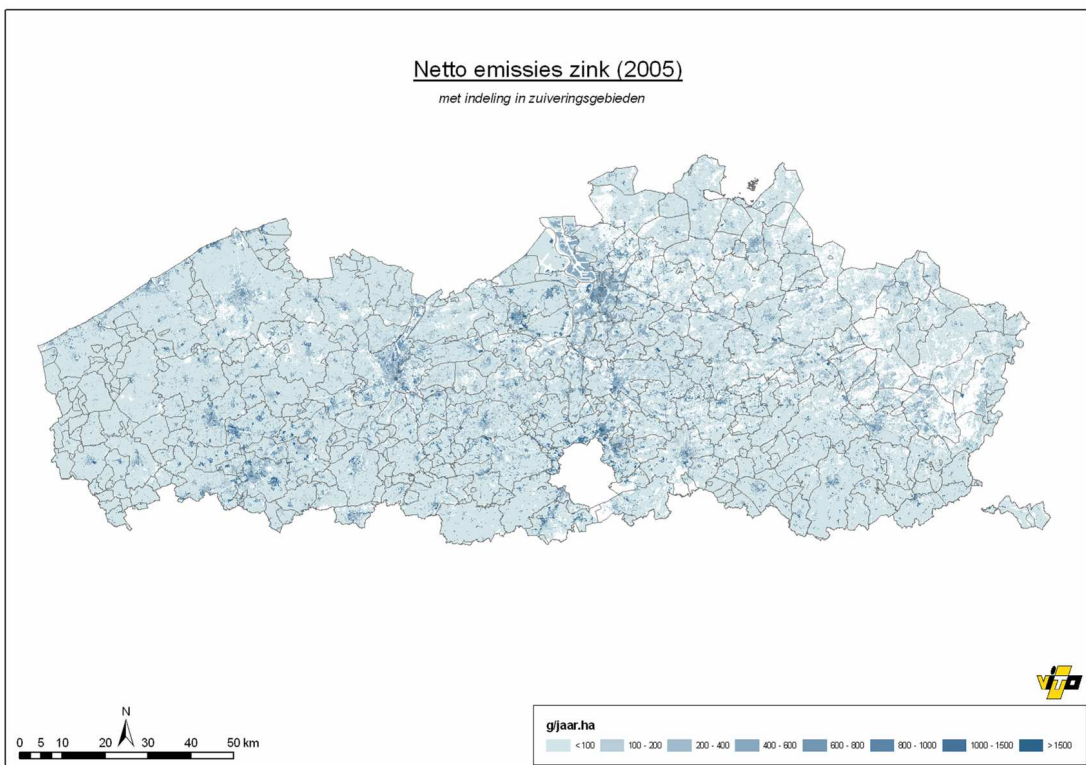 Netto emissies zink (2005)
met indeling in zuiveringsgebieden
vito
N
0 5 10 20 30 40 50 km
g/jaar.ha
< 100 100 - 200 200 - 400 400 - 600 600 - 800 800 - 1000 1000 - 1500 > 1500